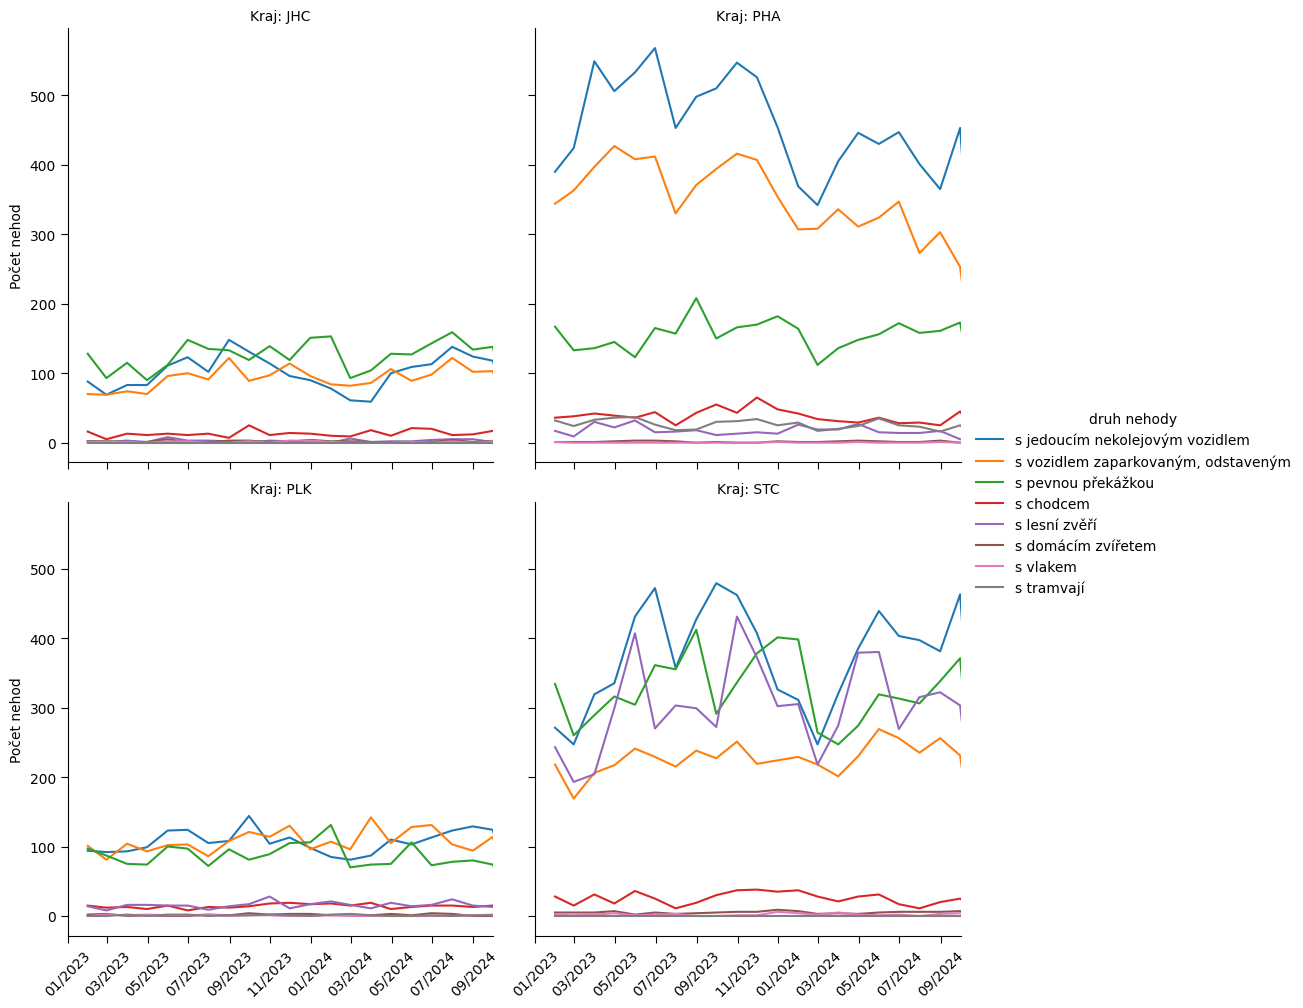 Kraj: JHC
Kraj: PHA
500
400
300
200
100
0
Počet nehod
Kraj: PLK
Kraj: STC
500
400
300
200
100
0
Počet nehod
01/2023
03/2023
05/2023
07/2023
09/2023
11/2023
01/2024
03/2024
05/2024
07/2024
09/2024
01/2023
03/2023
05/2023
07/2023
09/2023
11/2023
01/2024
03/2024
05/2024
07/2024
09/2024
druh nehody
s jedoucím nekolejovým vozidlem
s vozidlem zaparkovaným, odstaveným
s pevnou překážkou
s chodcem
s lesní zvěří
s domácím zvířetem
s vlakem
s tramvají